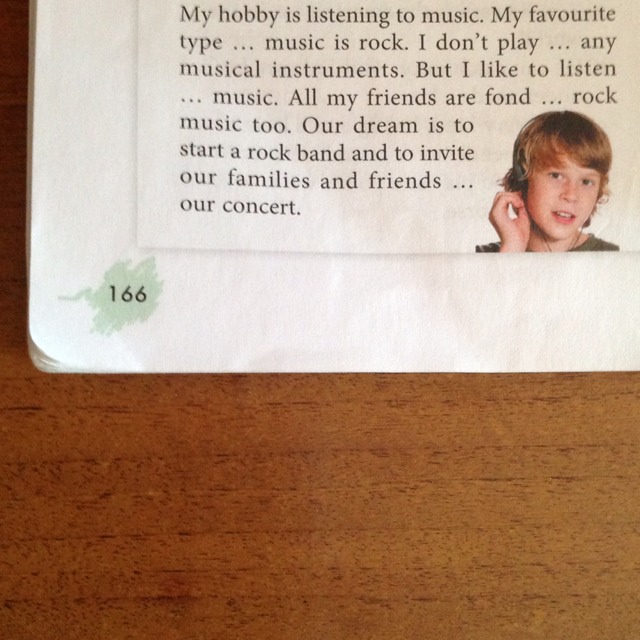 My hobby is listening to music. My favourite
type … music is rock. I don't play … any
musical instruments. But I like to listen
… music. All my friends are fond … rock
music too. Our dream is to
start a rock band and to invite
our families and friends …
our concert.
166